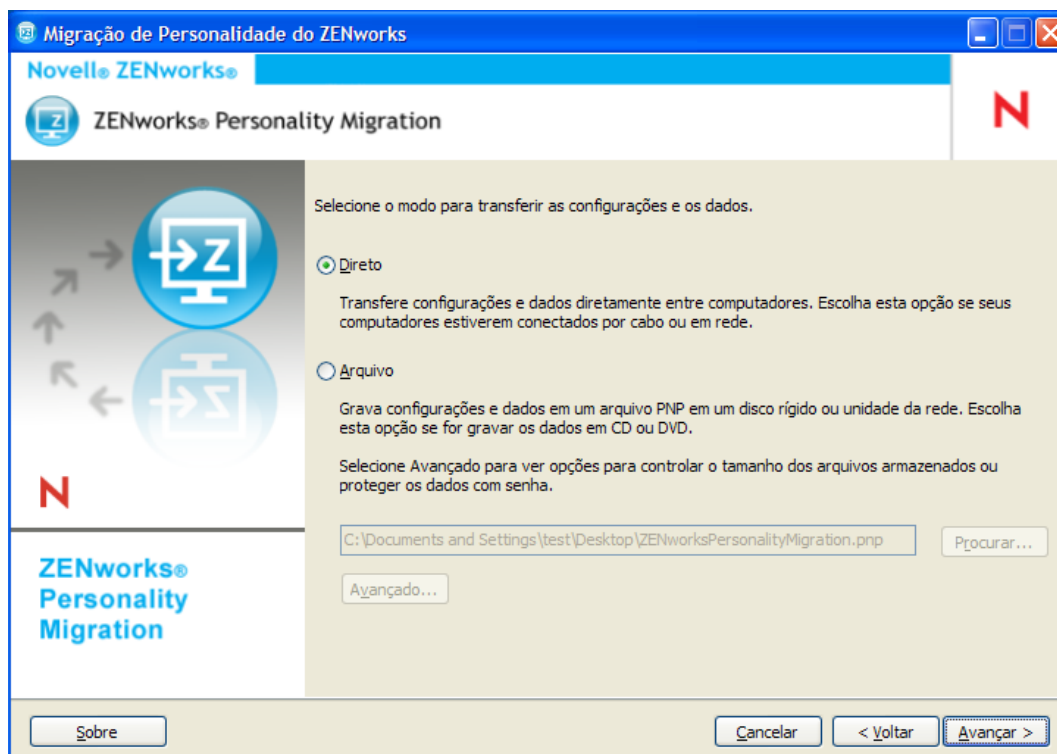 Migração de Personalidade do ZENworks
Novell® ZENworks®
ZENworks® Personality Migration
N
Selecione o modo para transferir as configurações e os dados.
Direto
Transfere configurações e dados diretamente entre computadores. Escolha esta opção se seus
computadores estiverem conectados por cabo ou em rede.
Arquivo
Grava configurações e dados em um arquivo PNP em um disco rígido ou unidade da rede. Escolha
esta opção se for gravar os dados em CD ou DVD.
Selecione Avançado para ver opções para controlar o tamanho dos arquivos armazenados ou
proteger os dados com senha.
C:\Documents and Settings\test\Desktop\ZENworksPersonalityMigration.pnp
Procurar...
Avançado...
Z
N
ZENworks®
Personality
Migration
Sobre
Cancelar
< Voltar
Avançar >